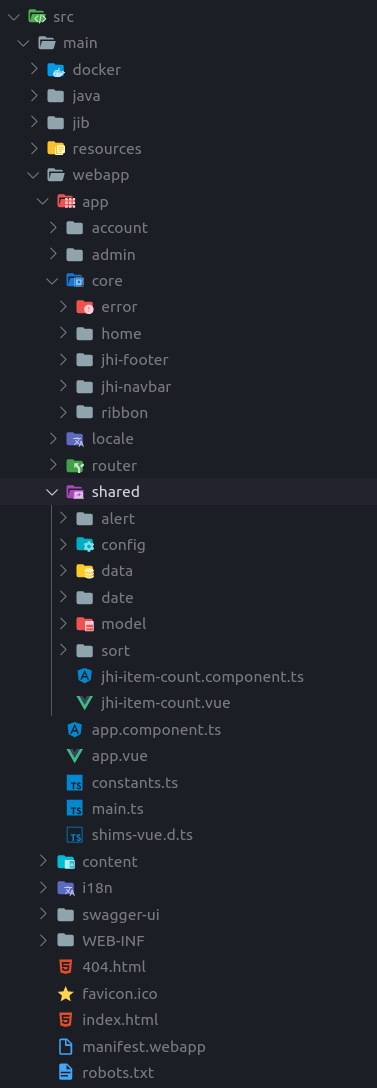 src
main
docker
java
jib
resources
webapp
app
account
admin
core
error
home
jhi-footer
jhi-navbar
ribbon
locale
router
shared
alert
config
data
date
model
sort
jhi-item-count.component.ts
jhi-item-count.vue
app.component.ts
app.vue
TS constants.ts
TS main.ts
TS shims-vue.d.ts
content
i18n
swagger-ui
WEB-INF
404.html
favicon.ico
index.html
manifest.webapp
robots.txt